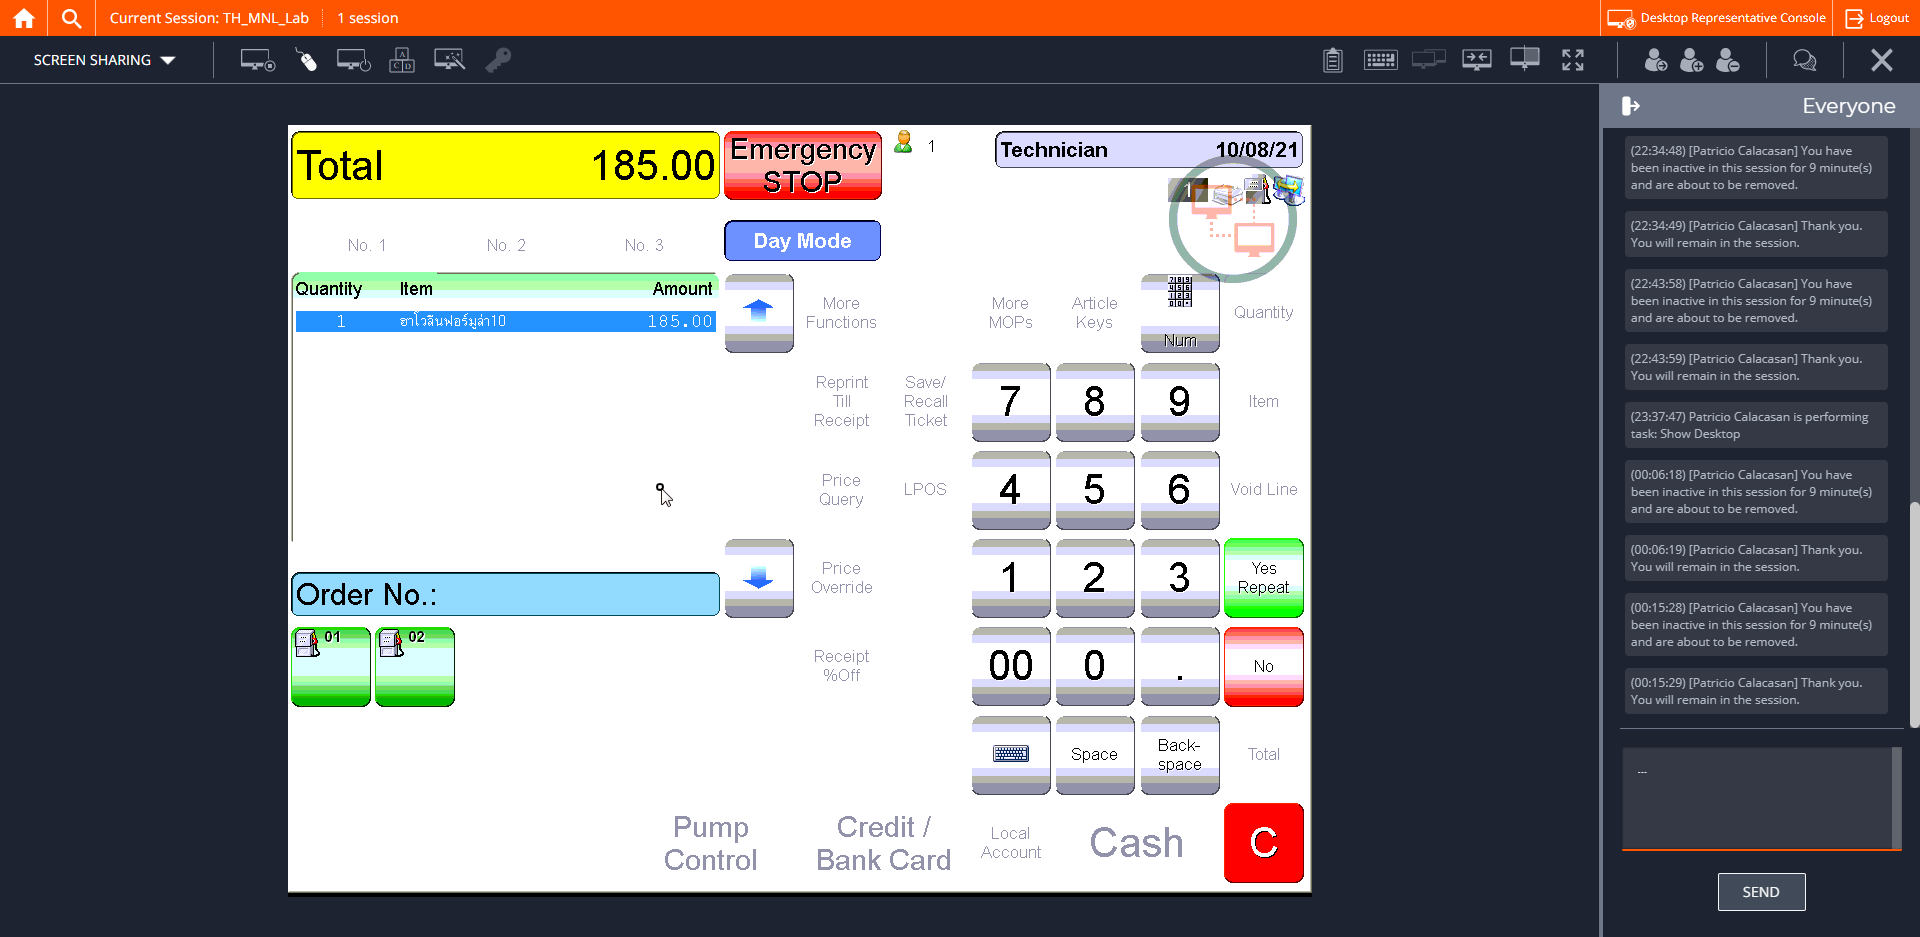 Current Session: TH_MNL_Lab
1 session
Desktop Representative Console
Logout
SCREEN SHARING
Everyone
Total 185.00
Emergency
STOP
1
Technician 10/08/21
1
No. 1 No. 2 No. 3
Day Mode
Quantity Item Amount
1 ฮาโวลีนฟอร์มูล่า10 185.00
More
Functions
More
MOPs
Article
Keys
Num
Quantity
Reprint
Till
Receipt
Save/
Recall
Ticket
7 8 9
Item
Price
Query
LPOS
4 5 6
Void Line
Order No.:
Price
Override
1 2 3
Yes
Repeat
01 02
Receipt
%Off
00 0 .
No
Space
Back-
space
Total
Pump
Control
Credit /
Bank Card
Local
Account
Cash
C
(22:34:48) [Patricio Calacasan] You have
been inactive in this session for 9 minute(s)
and are about to be removed.
(22:34:49) [Patricio Calacasan] Thank you.
You will remain in the session.
(22:43:58) [Patricio Calacasan] You have
been inactive in this session for 9 minute(s)
and are about to be removed.
(22:43:59) [Patricio Calacasan] Thank you.
You will remain in the session.
(23:37:47) Patricio Calacasan is performing
task: Show Desktop
(00:06:18) [Patricio Calacasan] You have
been inactive in this session for 9 minute(s)
and are about to be removed.
(00:06:19) [Patricio Calacasan] Thank you.
You will remain in the session.
(00:15:28) [Patricio Calacasan] You have
been inactive in this session for 9 minute(s)
and are about to be removed.
(00:15:29) [Patricio Calacasan] Thank you.
You will remain in the session.
...
SEND